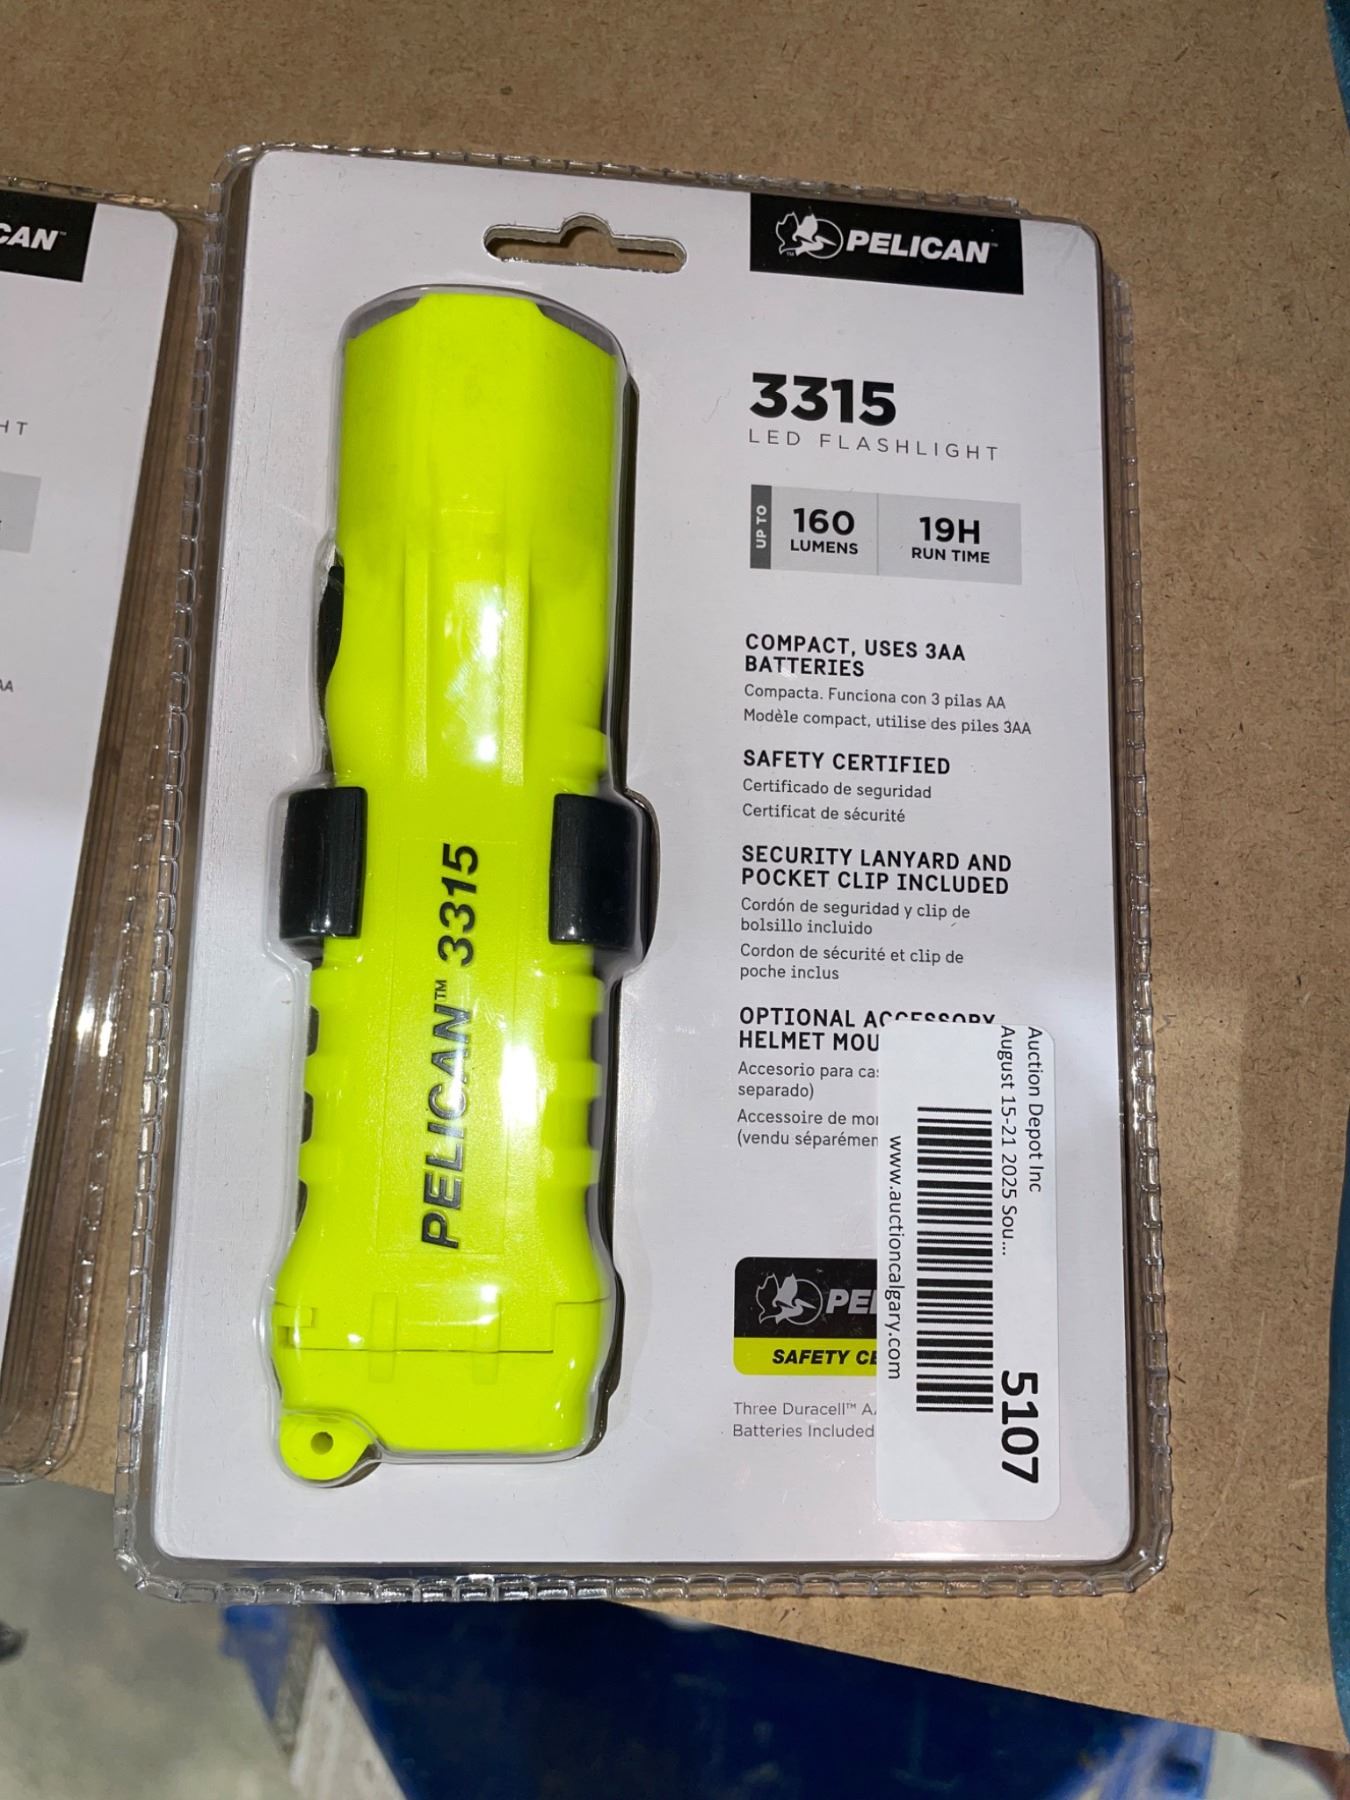 CAN™
HT
AA
PELICAN™
3315
LED FLASHLIGHT
UP TO
160
LUMENS
19H
RUN TIME
COMPACT, USES 3AA
BATTERIES
Compacta. Funciona con 3 pilas AA
Modèle compact, utilise des piles 3AA
SAFETY CERTIFIED
Certificado de seguridad
Certificat de sécurité
SECURITY LANYARD AND
POCKET CLIP INCLUDED
Cordón de seguridad y clip de
bolsillo incluido
Cordon de sécurité et clip de
poche inclus
OPTIONAL ACCESSORY
HELMET MOU
Accesorio para cas
separado)
Accessoire de mo
(vendu séparémen
PEL
SAFETY CE
Three Duracell™ A
Batteries Included
PELICAN™ 3315
Auction Depot Inc
August 15-21 2025 Sou...
5107
www.auctioncalgary.com